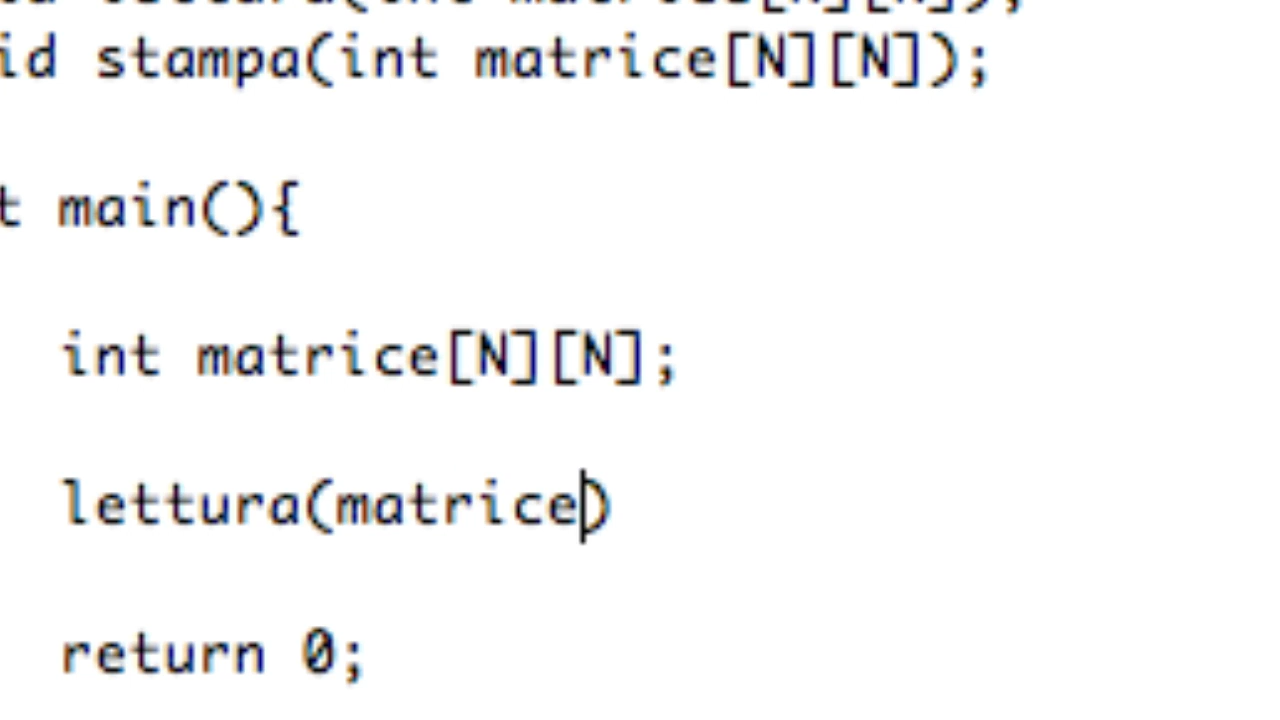 id stampa(int matrice[N][N]);
t main(){
int matrice[N][N];
lettura(matrice)
return 0;